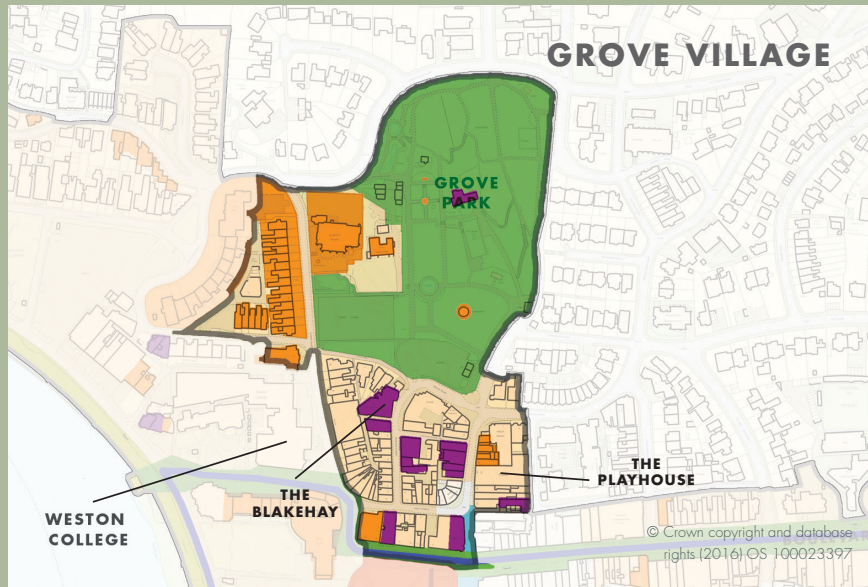 GROVE VILLAGE
GROVE
PARK
THE
PLAYHOUSE
THE
BLAKEHAY
WESTON
COLLEGE
© Crown copyright and database
rights (2016) OS 100023397